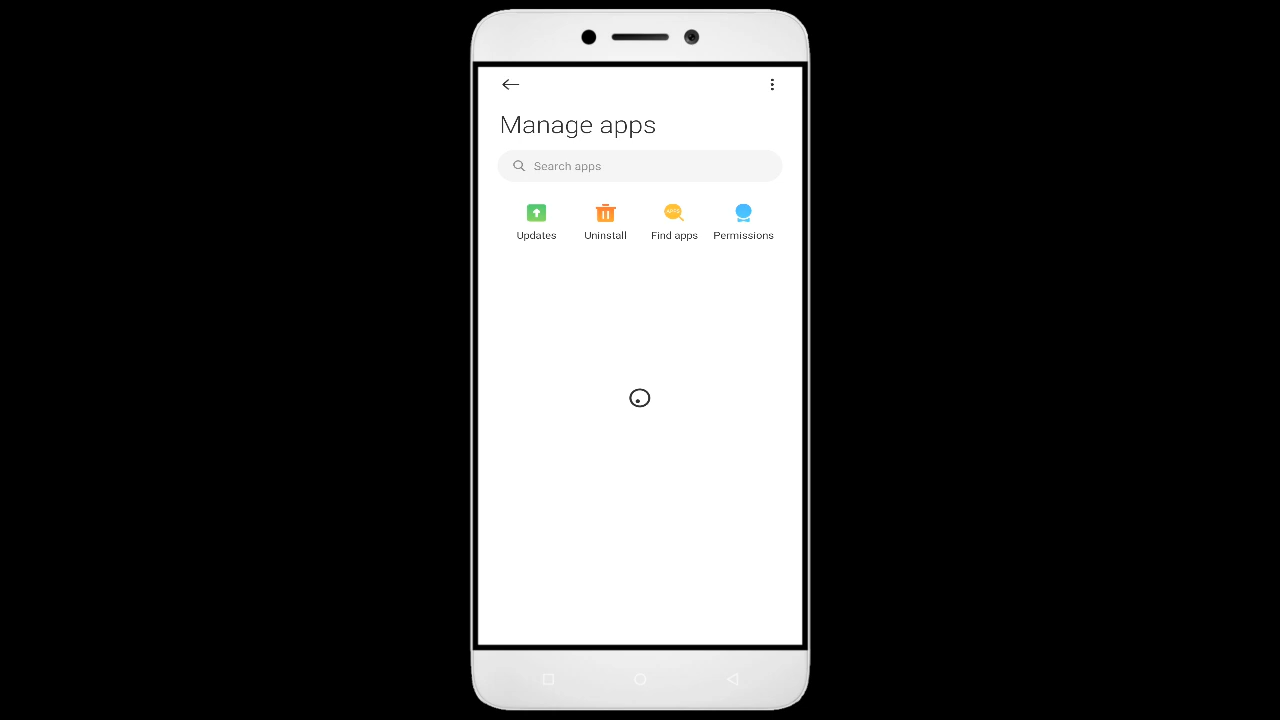 Manage apps
Search apps
Updates Uninstall Find apps Permissions